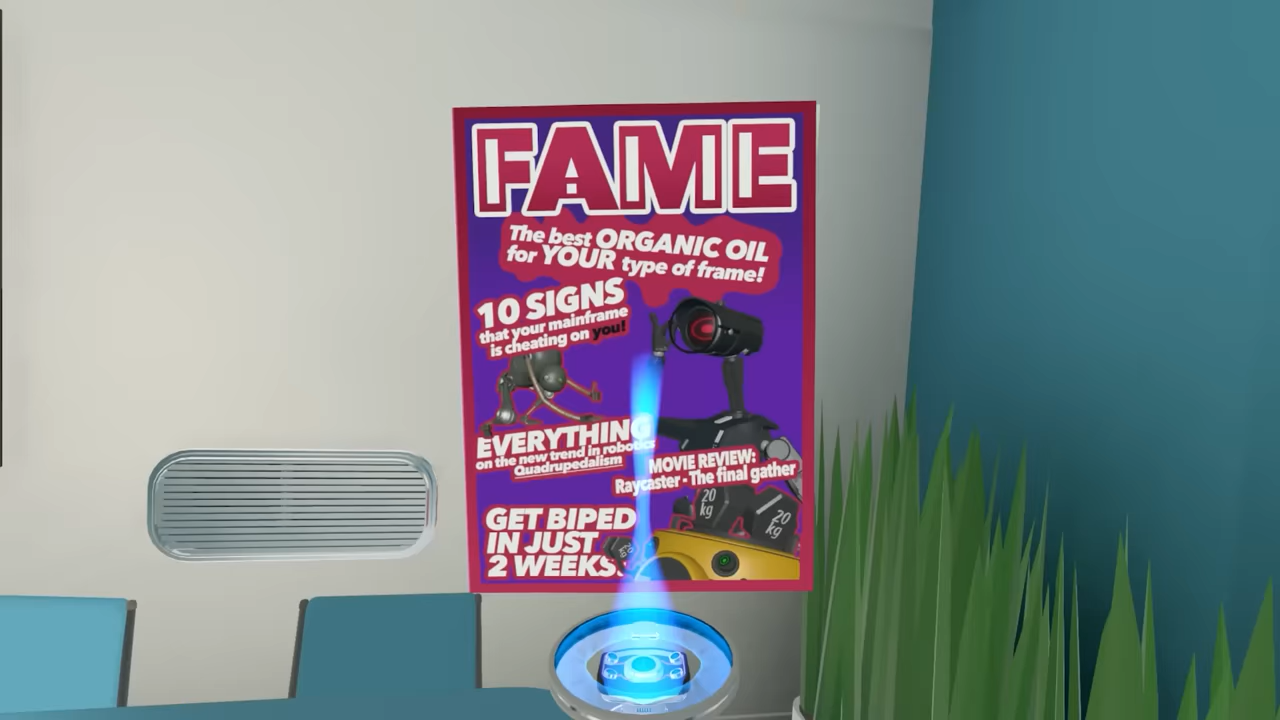 FAME
The best ORGANIC OIL
for YOUR type of frame!
10 SIGNS
that your mainframe
is cheating on you!
EVERYTHING
on the new trend in robotics
Quadrupedalism
MOVIE REVIEW:
Raycaster - The final gather
20
kg
20
kg
GET BIPED
IN JUST
2 WEEKS!